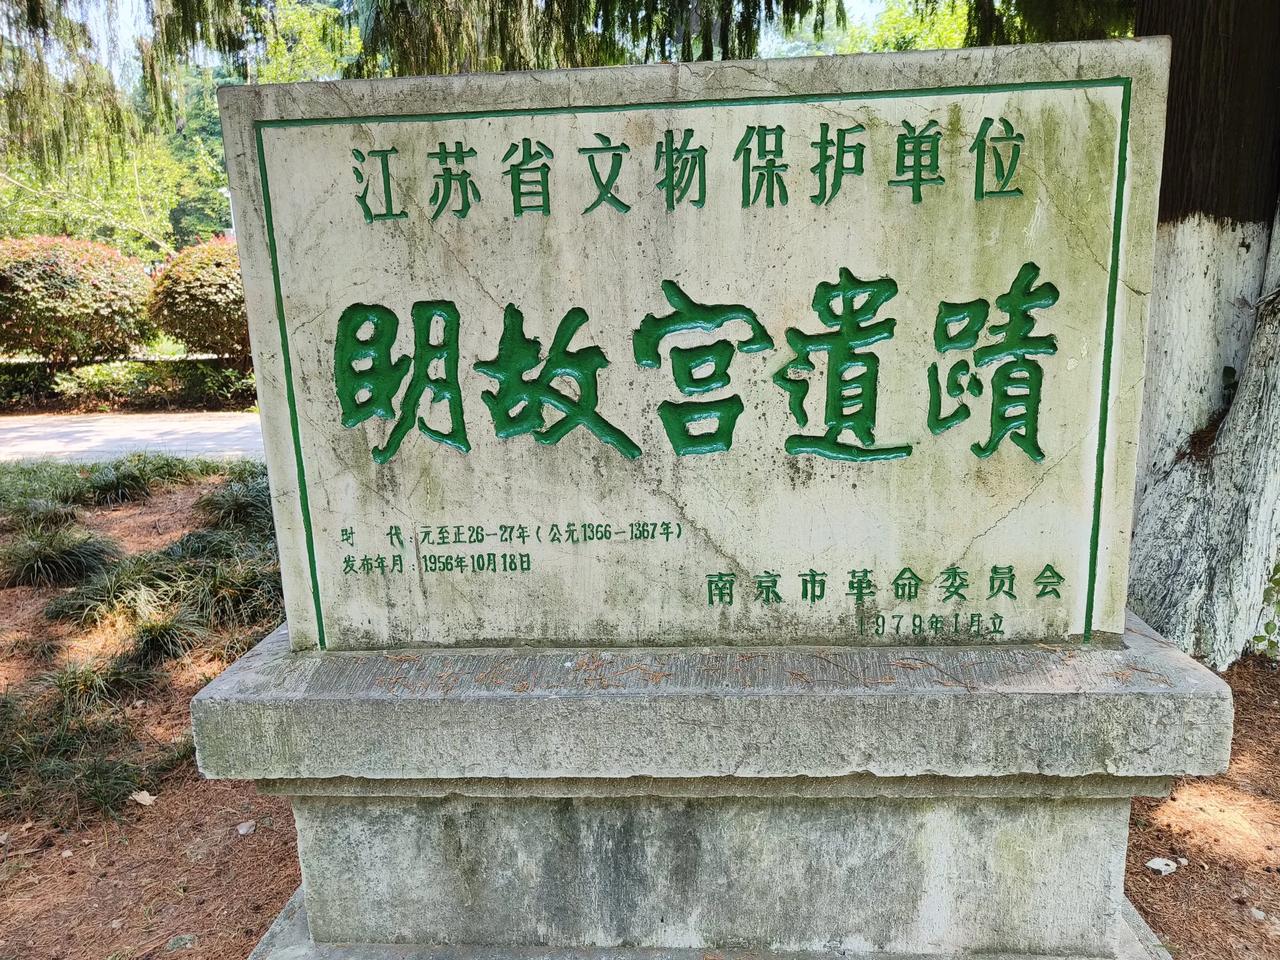 江苏省文物保护单位
明故宫遺蹟
时　代：元至正26—27年（公元1366—1367年）
发布年月：1956年10月18日
南京市革命委员会
1979年1月立